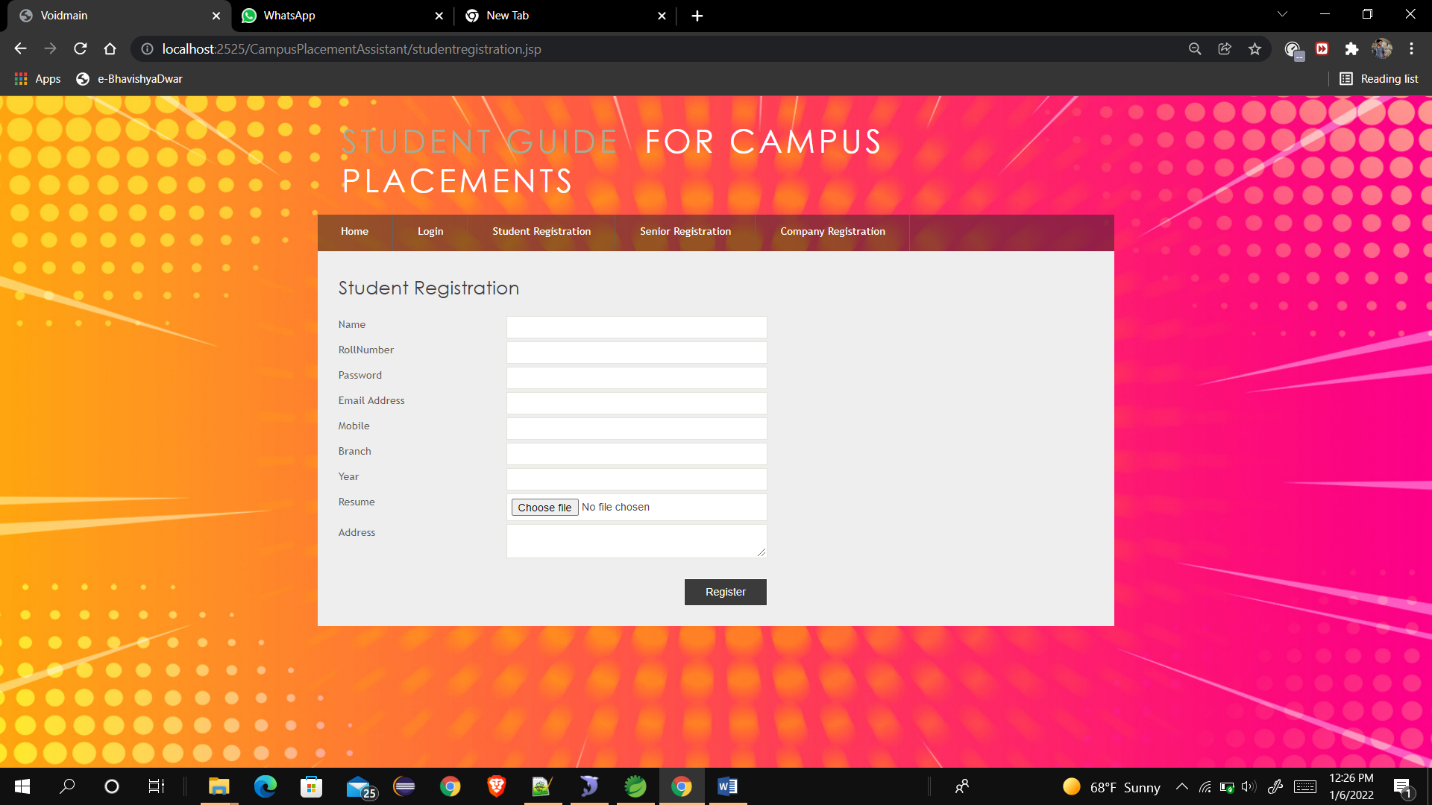 Voidmain
WhatsApp
New Tab
localhost:2525/CampusPlacementAssistant/studentregistration.jsp
Apps
e-BhavishyaDwar
Reading list
STUDENT GUIDE FOR CAMPUS
PLACEMENTS
Home
Login
Student Registration
Senior Registration
Company Registration
Student Registration
Name
RollNumber
Password
Email Address
Mobile
Branch
Year
Resume
Choose file No file chosen
Address
Register
25
68°F Sunny
12:26 PM
1/6/2022
1